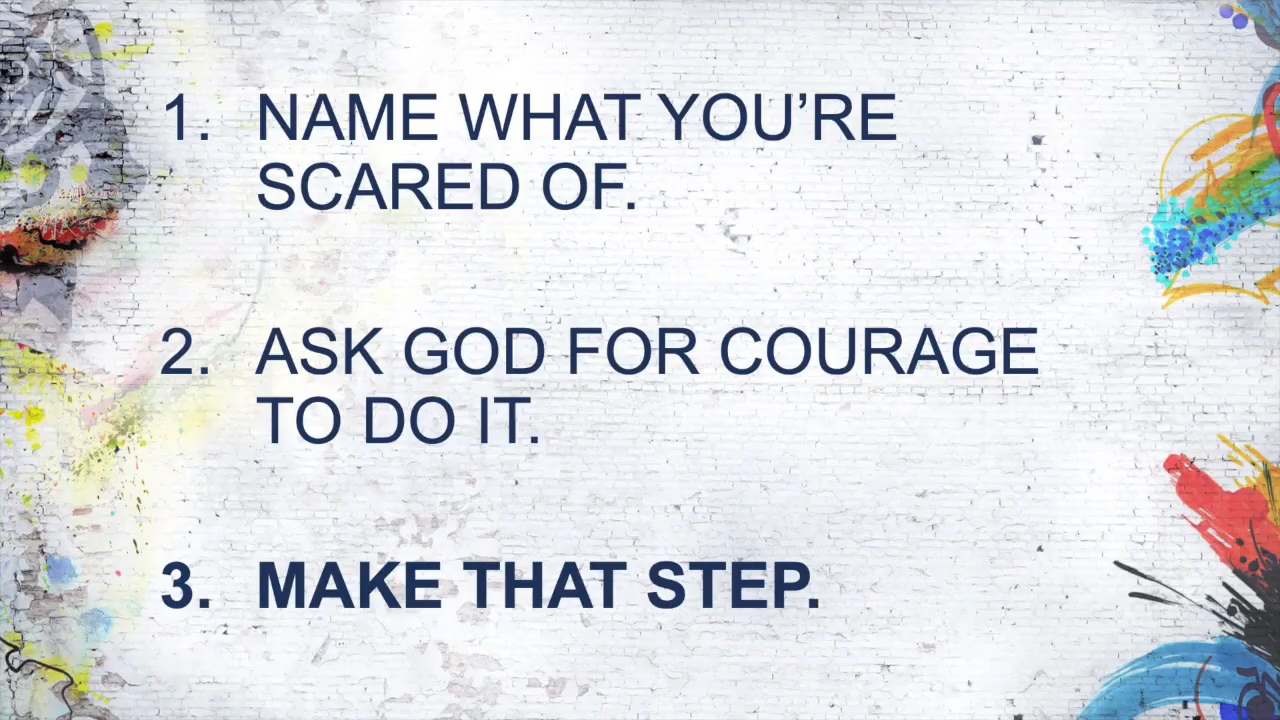 1. NAME WHAT YOU’RE
SCARED OF.
2. ASK GOD FOR COURAGE
TO DO IT.
3. MAKE THAT STEP.